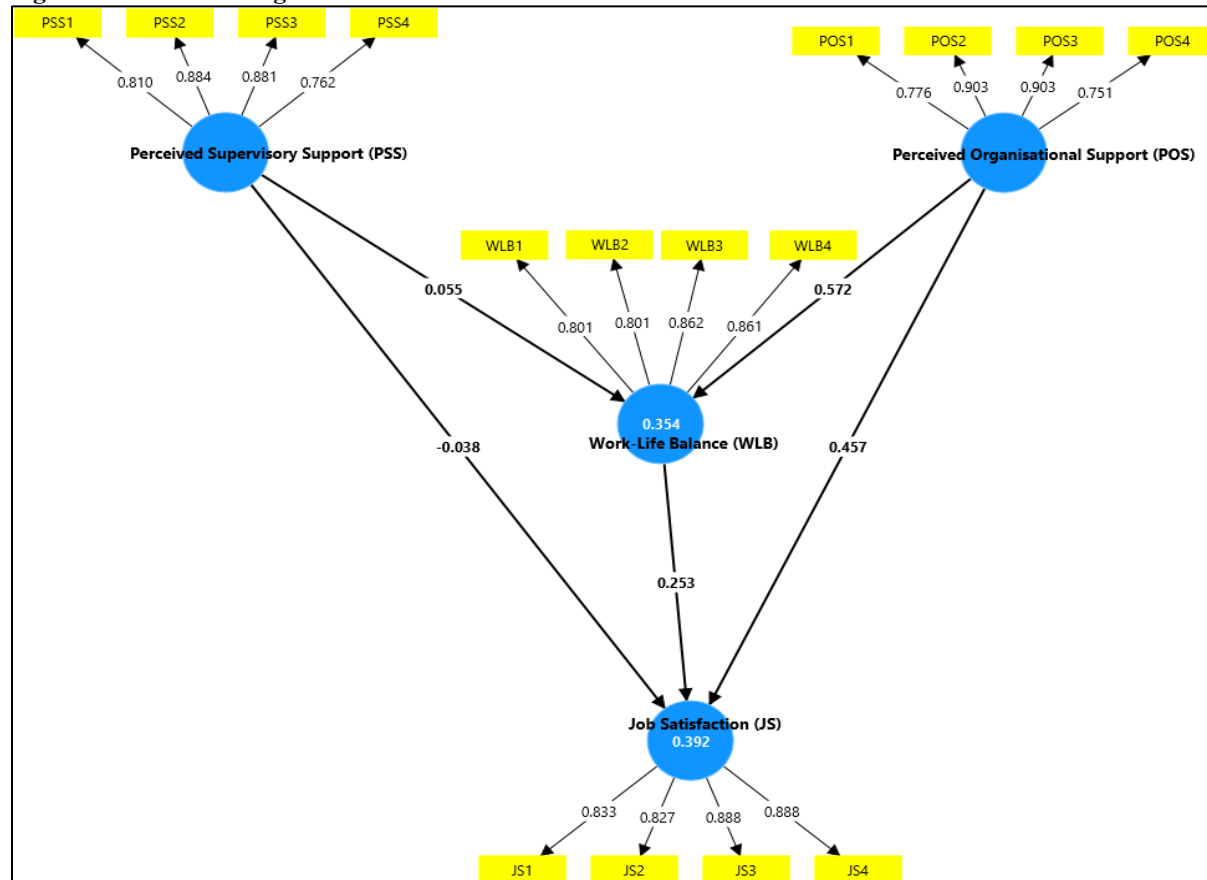 PSS1 PSS2 PSS3 PSS4
POS1 POS2 POS3 POS4
0.810 0.884 0.881 0.762
0.776 0.903 0.903 0.751
Perceived Supervisory Support (PSS)
Perceived Organisational Support (POS)
WLB1 WLB2 WLB3 WLB4
0.055
0.572
0.801 0.801 0.862 0.861
0.354
Work-Life Balance (WLB)
-0.038
0.457
0.253
Job Satisfaction (JS)
0.392
0.833 0.827 0.888 0.888
JS1 JS2 JS3 JS4